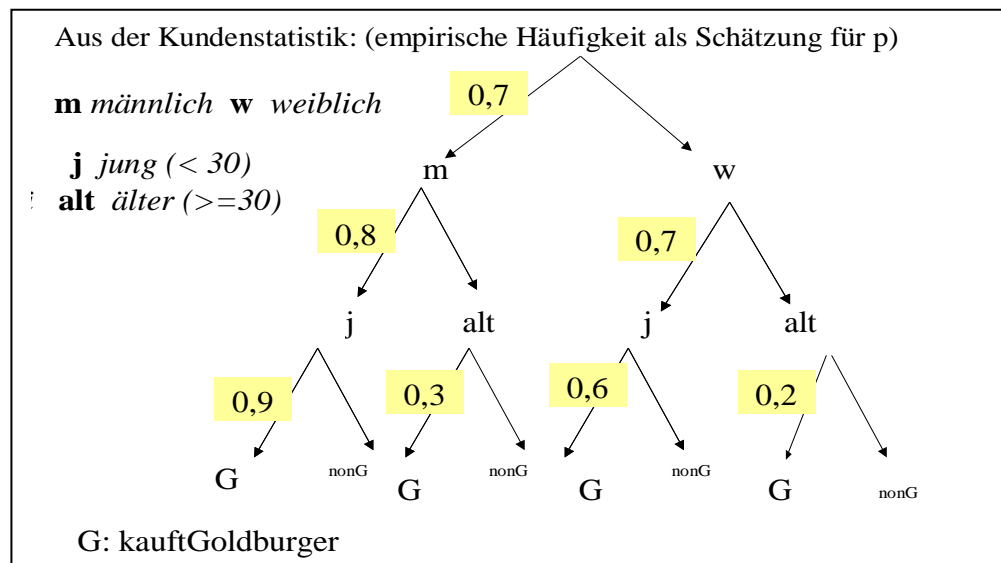 Aus der Kundenstatistik: (empirische Häufigkeit als Schätzung für p)
m männlich w weiblich
0,7
j jung (< 30)
m w
alt älter (>=30)
0,8 0,7
j alt j alt
0,9 0,3 0,6 0,2
G nonG G nonG G nonG G nonG
G: kauftGoldburger